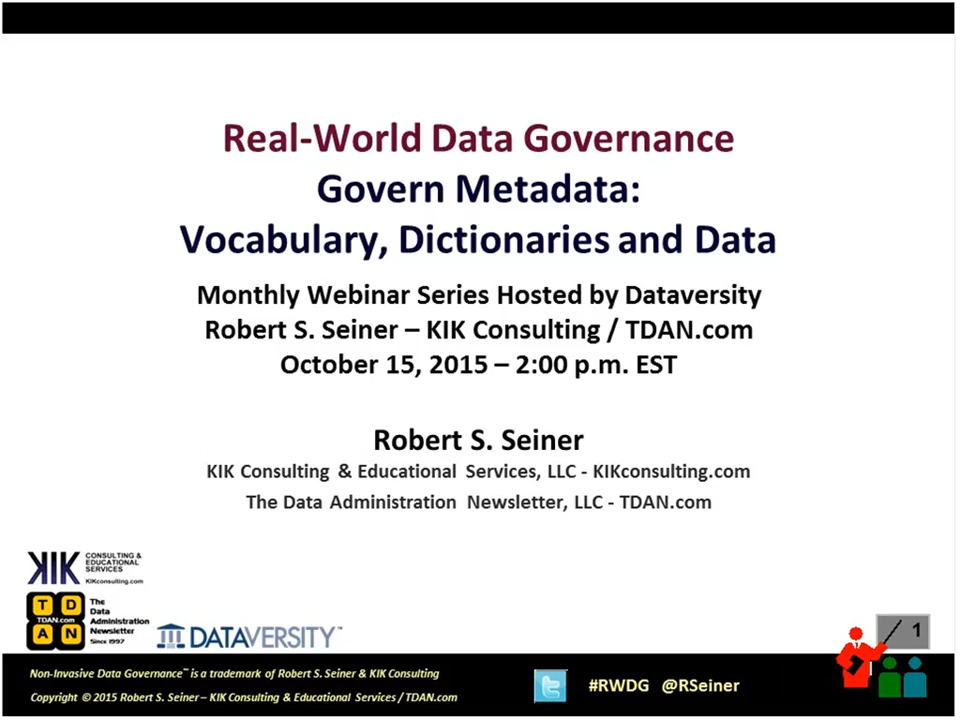 Real-World Data Governance
Govern Metadata:
Vocabulary, Dictionaries and Data
Monthly Webinar Series Hosted by Dataversity
Robert S. Seiner – KIK Consulting / TDAN.com
October 15, 2015 – 2:00 p.m. EST
Robert S. Seiner
KIK Consulting & Educational Services, LLC - KIKconsulting.com
The Data Administration Newsletter, LLC - TDAN.com
KIK CONSULTING &
EDUCATIONAL
SERVICES
KIKconsulting.com
T D
TDAN.com
A N
The
Data
Administration
Newsletter
Since 1997
DATAVERSITY™
1
Non-Invasive Data Governance™ is a trademark of Robert S. Seiner & KIK Consulting
Copyright © 2015 Robert S. Seiner – KIK Consulting & Educational Services / TDAN.com
#RWDG @RSeiner